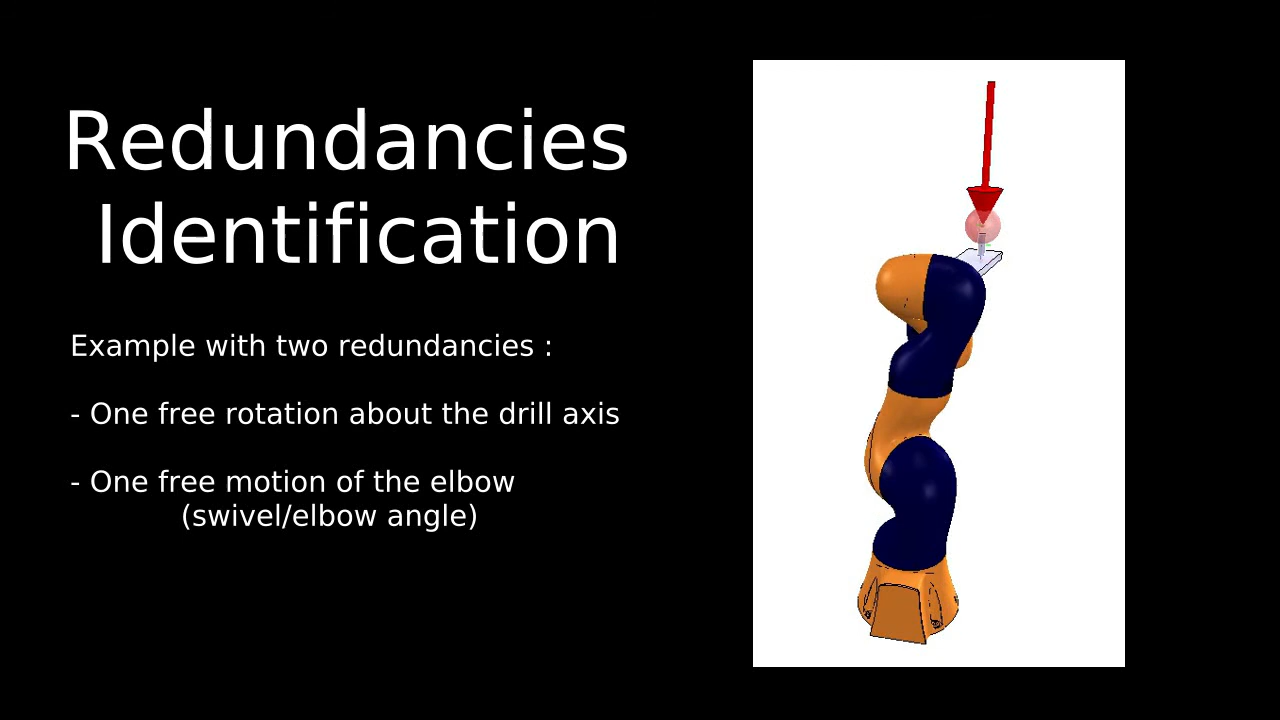 Redundancies
Identification
Example with two redundancies :
- One free rotation about the drill axis
- One free motion of the elbow
(swivel/elbow angle)